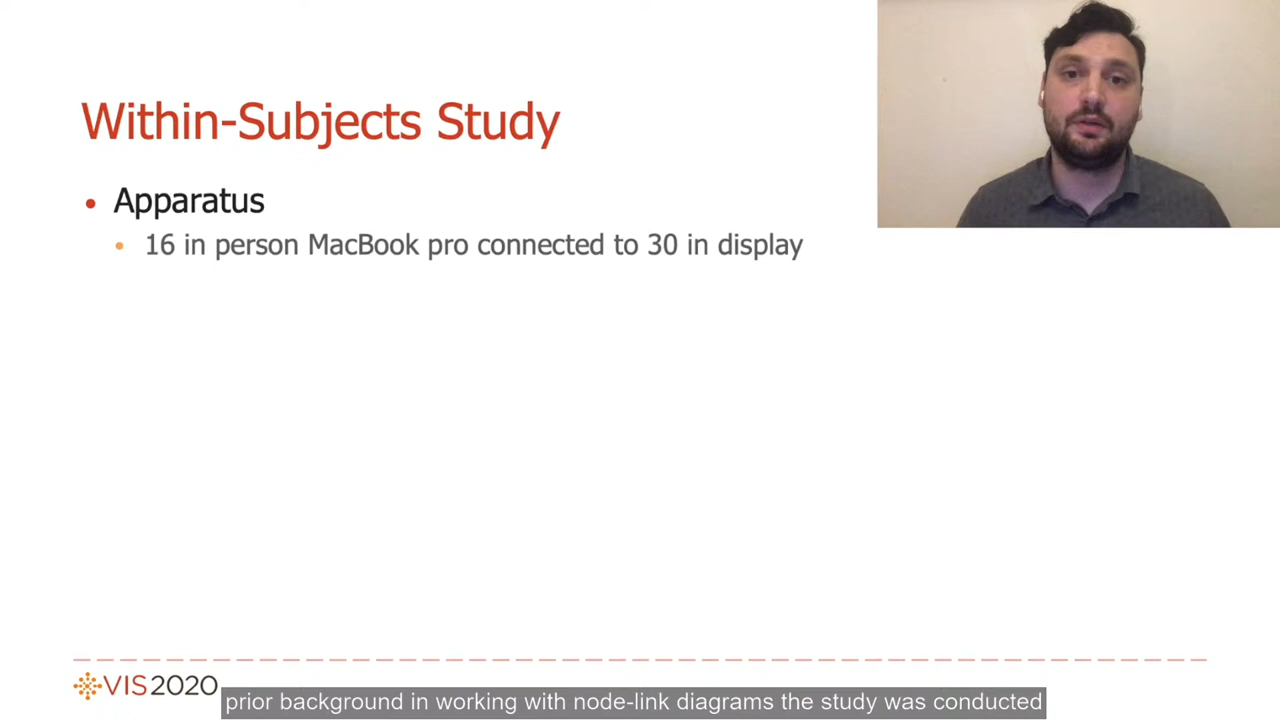 Within-Subjects Study
• Apparatus
• 16 in person MacBook pro connected to 30 in display
VIS2020
prior background in working with node-link diagrams the study was conducted